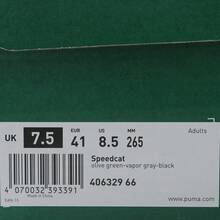 Adults
UK 7.5 EUR 41 US 8.5 MM 265
Speedcat
olive green-vapor gray-black
406329 66
4 070032 393391
Made in China
www.puma.com